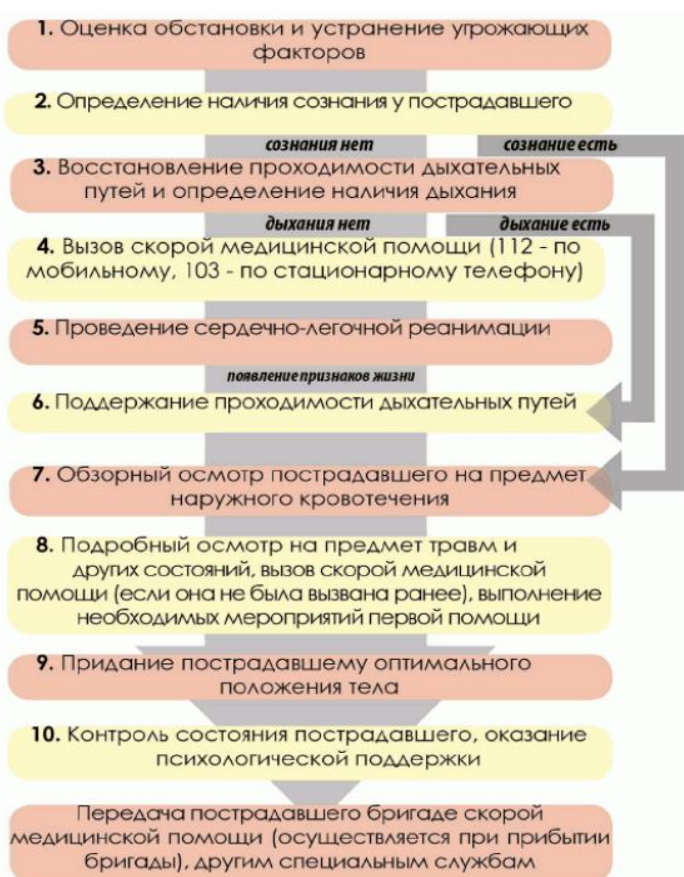 1. Оценка обстановки и устранение угрожающих
факторов
2. Определение наличия сознания у пострадавшего
сознания нет
сознание есть
3. Восстановление проходимости дыхательных
путей и определение наличия дыхания
дыхания нет
дыхание есть
4. Вызов скорой медицинской помощи (112 - по
мобильному, 103 - по стационарному телефону)
5. Проведение сердечно-легочной реанимации
появление признаков жизни
6. Поддержание проходимости дыхательных путей
7. Обзорный осмотр пострадавшего на предмет
наружного кровотечения
8. Подробный осмотр на предмет травм и
других состояний, вызов скорой медицинской
помощи (если она не была вызвана ранее), выполнение
необходимых мероприятий первой помощи
9. Придание пострадавшему оптимального
положения тела
10. Контроль состояния пострадавшего, оказание
психологической поддержки
Передача пострадавшего бригаде скорой
медицинской помощи (осуществляется при прибытии
бригады), другим специальным службам